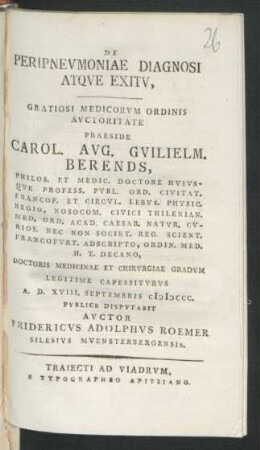 26
DE
PERIPNEVMONIAE DIAGNOSI
ATQVE EXITV,
GRATIOSI MEDICORVM ORDINIS
AVCTORITATE
PRAESIDE
CAROL. AVG. GVILIELM.
BERENDS,
PHILOS. ET MEDIC. DOCTORE HVIVS-
QVE PROFESS. PVBL. ORD. CIVITAT.
FRANCOF. ET CIRCVL. LEBVS. PHYSIC.
REGIO, NOSOCOM. CIVICI THILENIAN.
MED. ORD. ACAD. CAESAR. NATVR. CV-
RIOS. NEC NON SOCIET. REG. SCIENT.
FRANCOFVRT. ADSCRIPTO, ORDIN. MED.
H. T. DECANO,
DOCTORIS MEDICINAE ET CHIRVRGIAE GRADVM
LEGITIME CAPESSITVRVS
A. D. XVIII. SEPTEMBRIS cIɔIɔcccc.
PVBLICE DISPVTABIT
AVCTOR
FRIDERICVS ADOLPHVS ROEMER
SILESIVS MVENSTERBERGENSIS.
TRAIECTI AD VIADRVM,
E TYPOGRAPHEO APITZIANO.